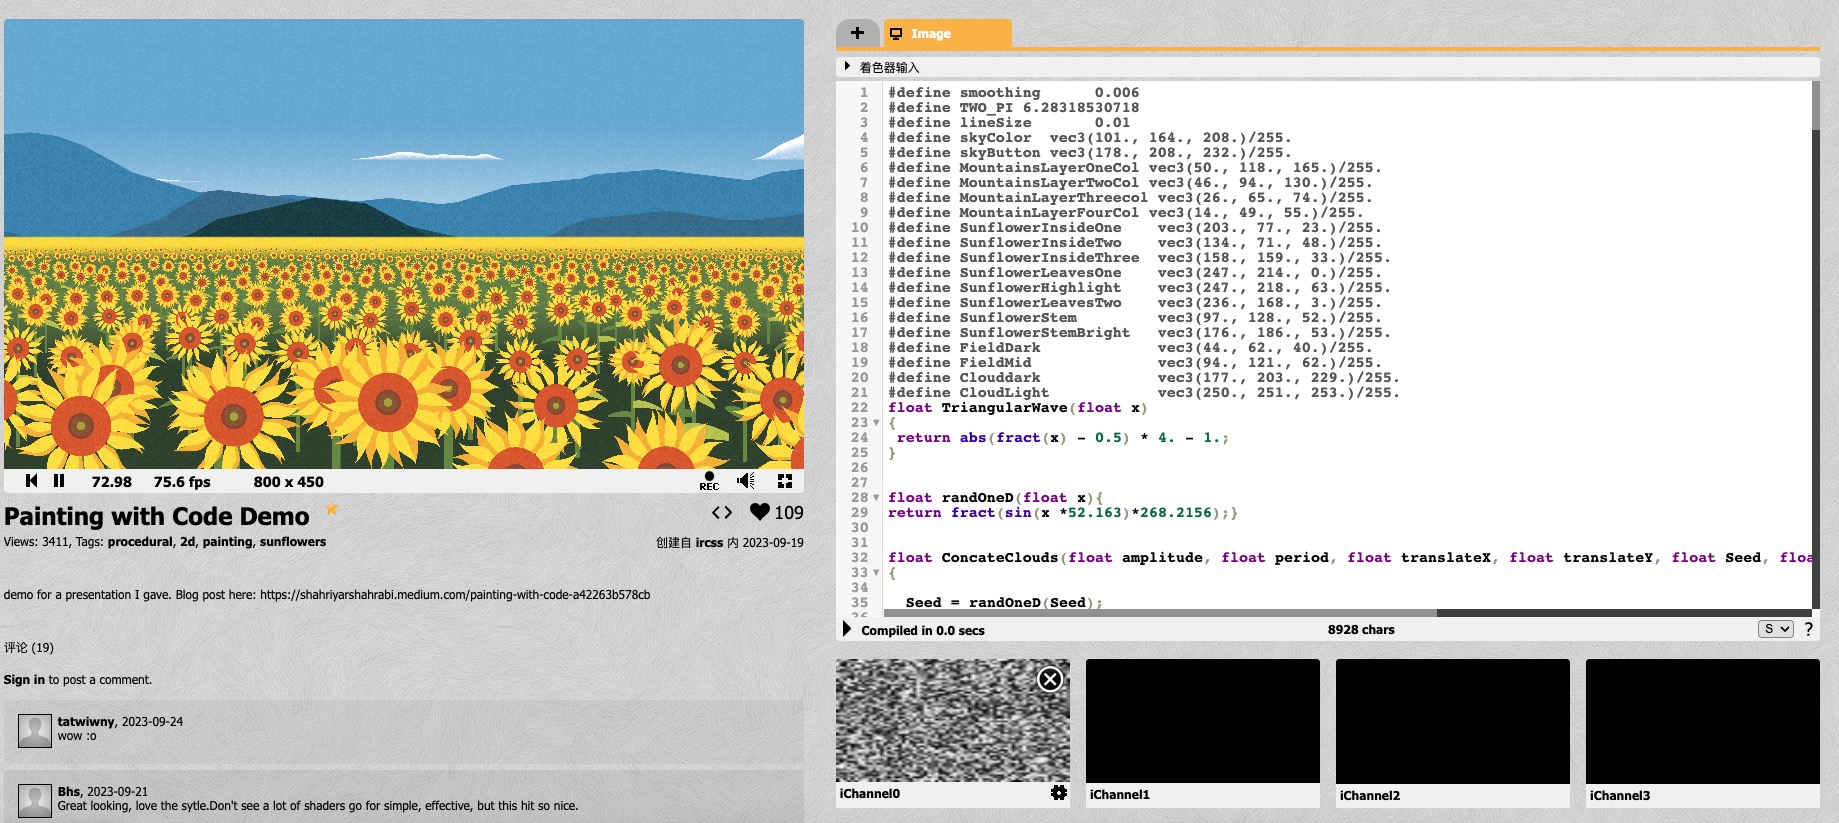 72.98 75.6 fps 800 x 450 REC
Painting with Code Demo
<> 109
Views: 3411, Tags: procedural, 2d, painting, sunflowers
创建自 ircss 内 2023-09-19
demo for a presentation I gave. Blog post here: https://shahriyarshahrabi.medium.com/painting-with-code-a42263b578cb
评论 (19)
Sign in to post a comment.
tatwiwny, 2023-09-24
wow :o
Bhs, 2023-09-21
Great looking, love the sytle.Don't see a lot of shaders go for simple, effective, but this hit so nice.
+ Image
着色器输入
1 #define smoothing 0.006
2 #define TWO_PI 6.28318530718
3 #define lineSize 0.01
4 #define skyColor vec3(101., 164., 208.)/255.
5 #define skyButton vec3(178., 208., 232.)/255.
6 #define MountainsLayerOneCol vec3(50., 118., 165.)/255.
7 #define MountainsLayerTwoCol vec3(46., 94., 130.)/255.
8 #define MountainLayerThreecol vec3(26., 65., 74.)/255.
9 #define MountainLayerFourCol vec3(14., 49., 55.)/255.
10 #define SunflowerInsideOne vec3(203., 77., 23.)/255.
11 #define SunflowerInsideTwo vec3(134., 71., 48.)/255.
12 #define SunflowerInsideThree vec3(158., 159., 33.)/255.
13 #define SunflowerLeavesOne vec3(247., 214., 0.)/255.
14 #define SunflowerHighlight vec3(247., 218., 63.)/255.
15 #define SunflowerLeavesTwo vec3(236., 168., 3.)/255.
16 #define SunflowerStem vec3(97., 128., 52.)/255.
17 #define SunflowerStemBright vec3(176., 186., 53.)/255.
18 #define FieldDark vec3(44., 62., 40.)/255.
19 #define FieldMid vec3(94., 121., 62.)/255.
20 #define Clouddark vec3(177., 203., 229.)/255.
21 #define CloudLight vec3(250., 251., 253.)/255.
22 float TriangularWave(float x)
23 {
24 return abs(fract(x) - 0.5) * 4. - 1.;
25 }
26
27
28 float randOneD(float x){
29 return fract(sin(x *52.163)*268.2156);}
30
31
32 float ConcateClouds(float amplitude, float period, float translateX, float translateY, float Seed, floa
33 {
34
35 Seed = randOneD(Seed);
36
Compiled in 0.0 secs 8928 chars S ?
iChannel0 iChannel1 iChannel2 iChannel3